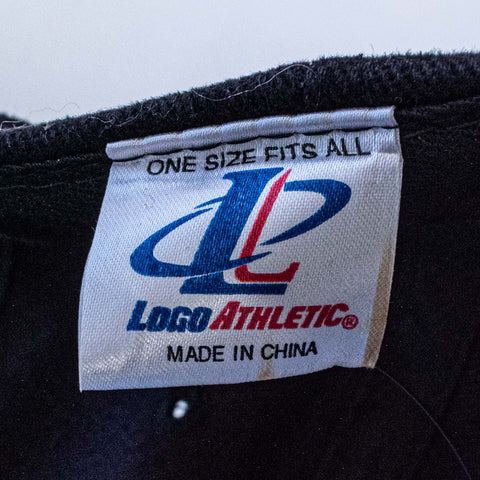 ONE SIZE FITS ALL
L
LOGO ATHLETIC®
MADE IN CHINA